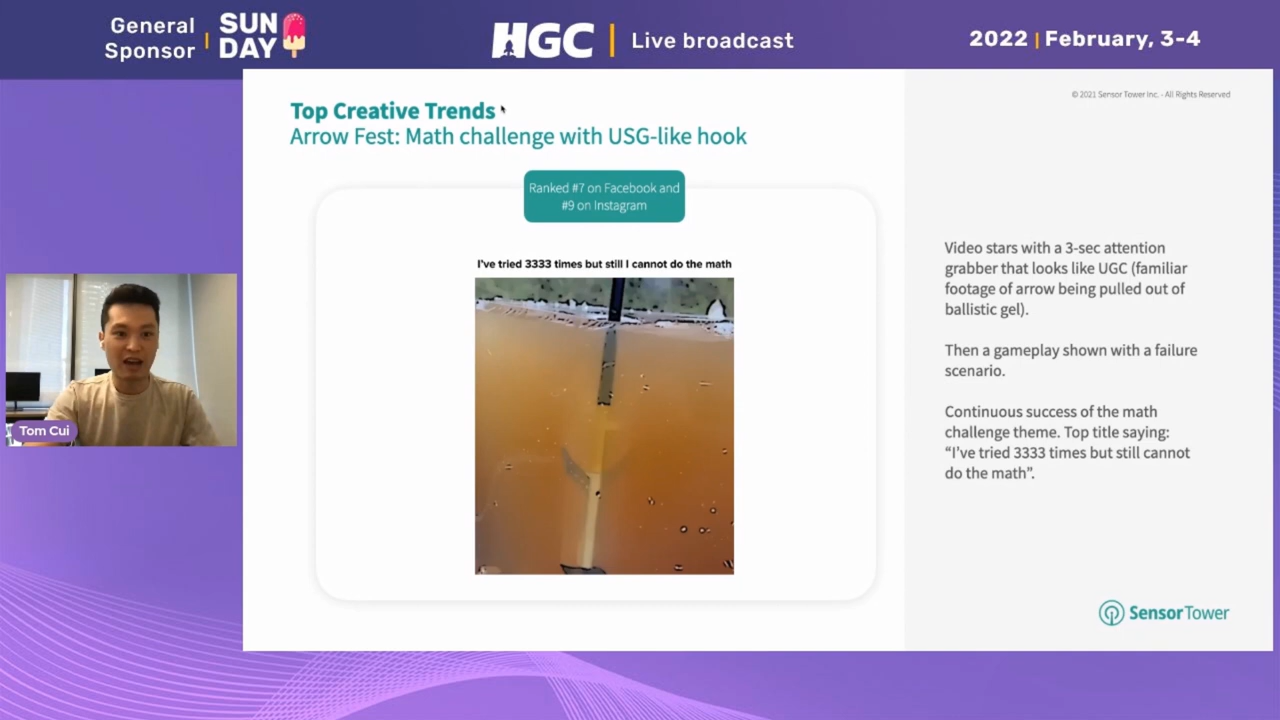 General
Sponsor
SUN
DAY
HGC
Live broadcast
2022 | February, 3-4
© 2021 Sensor Tower Inc. - All Rights Reserved
Top Creative Trends
Arrow Fest: Math challenge with USG-like hook
Ranked #7 on Facebook and
#9 on Instagram
I've tried 3333 times but still I cannot do the math
Video stars with a 3-sec attention
grabber that looks like UGC (familiar
footage of arrow being pulled out of
ballistic gel).
Then a gameplay shown with a failure
scenario.
Continuous success of the math
challenge theme. Top title saying:
“I’ve tried 3333 times but still cannot
do the math”.
Tom Cui
SensorTower